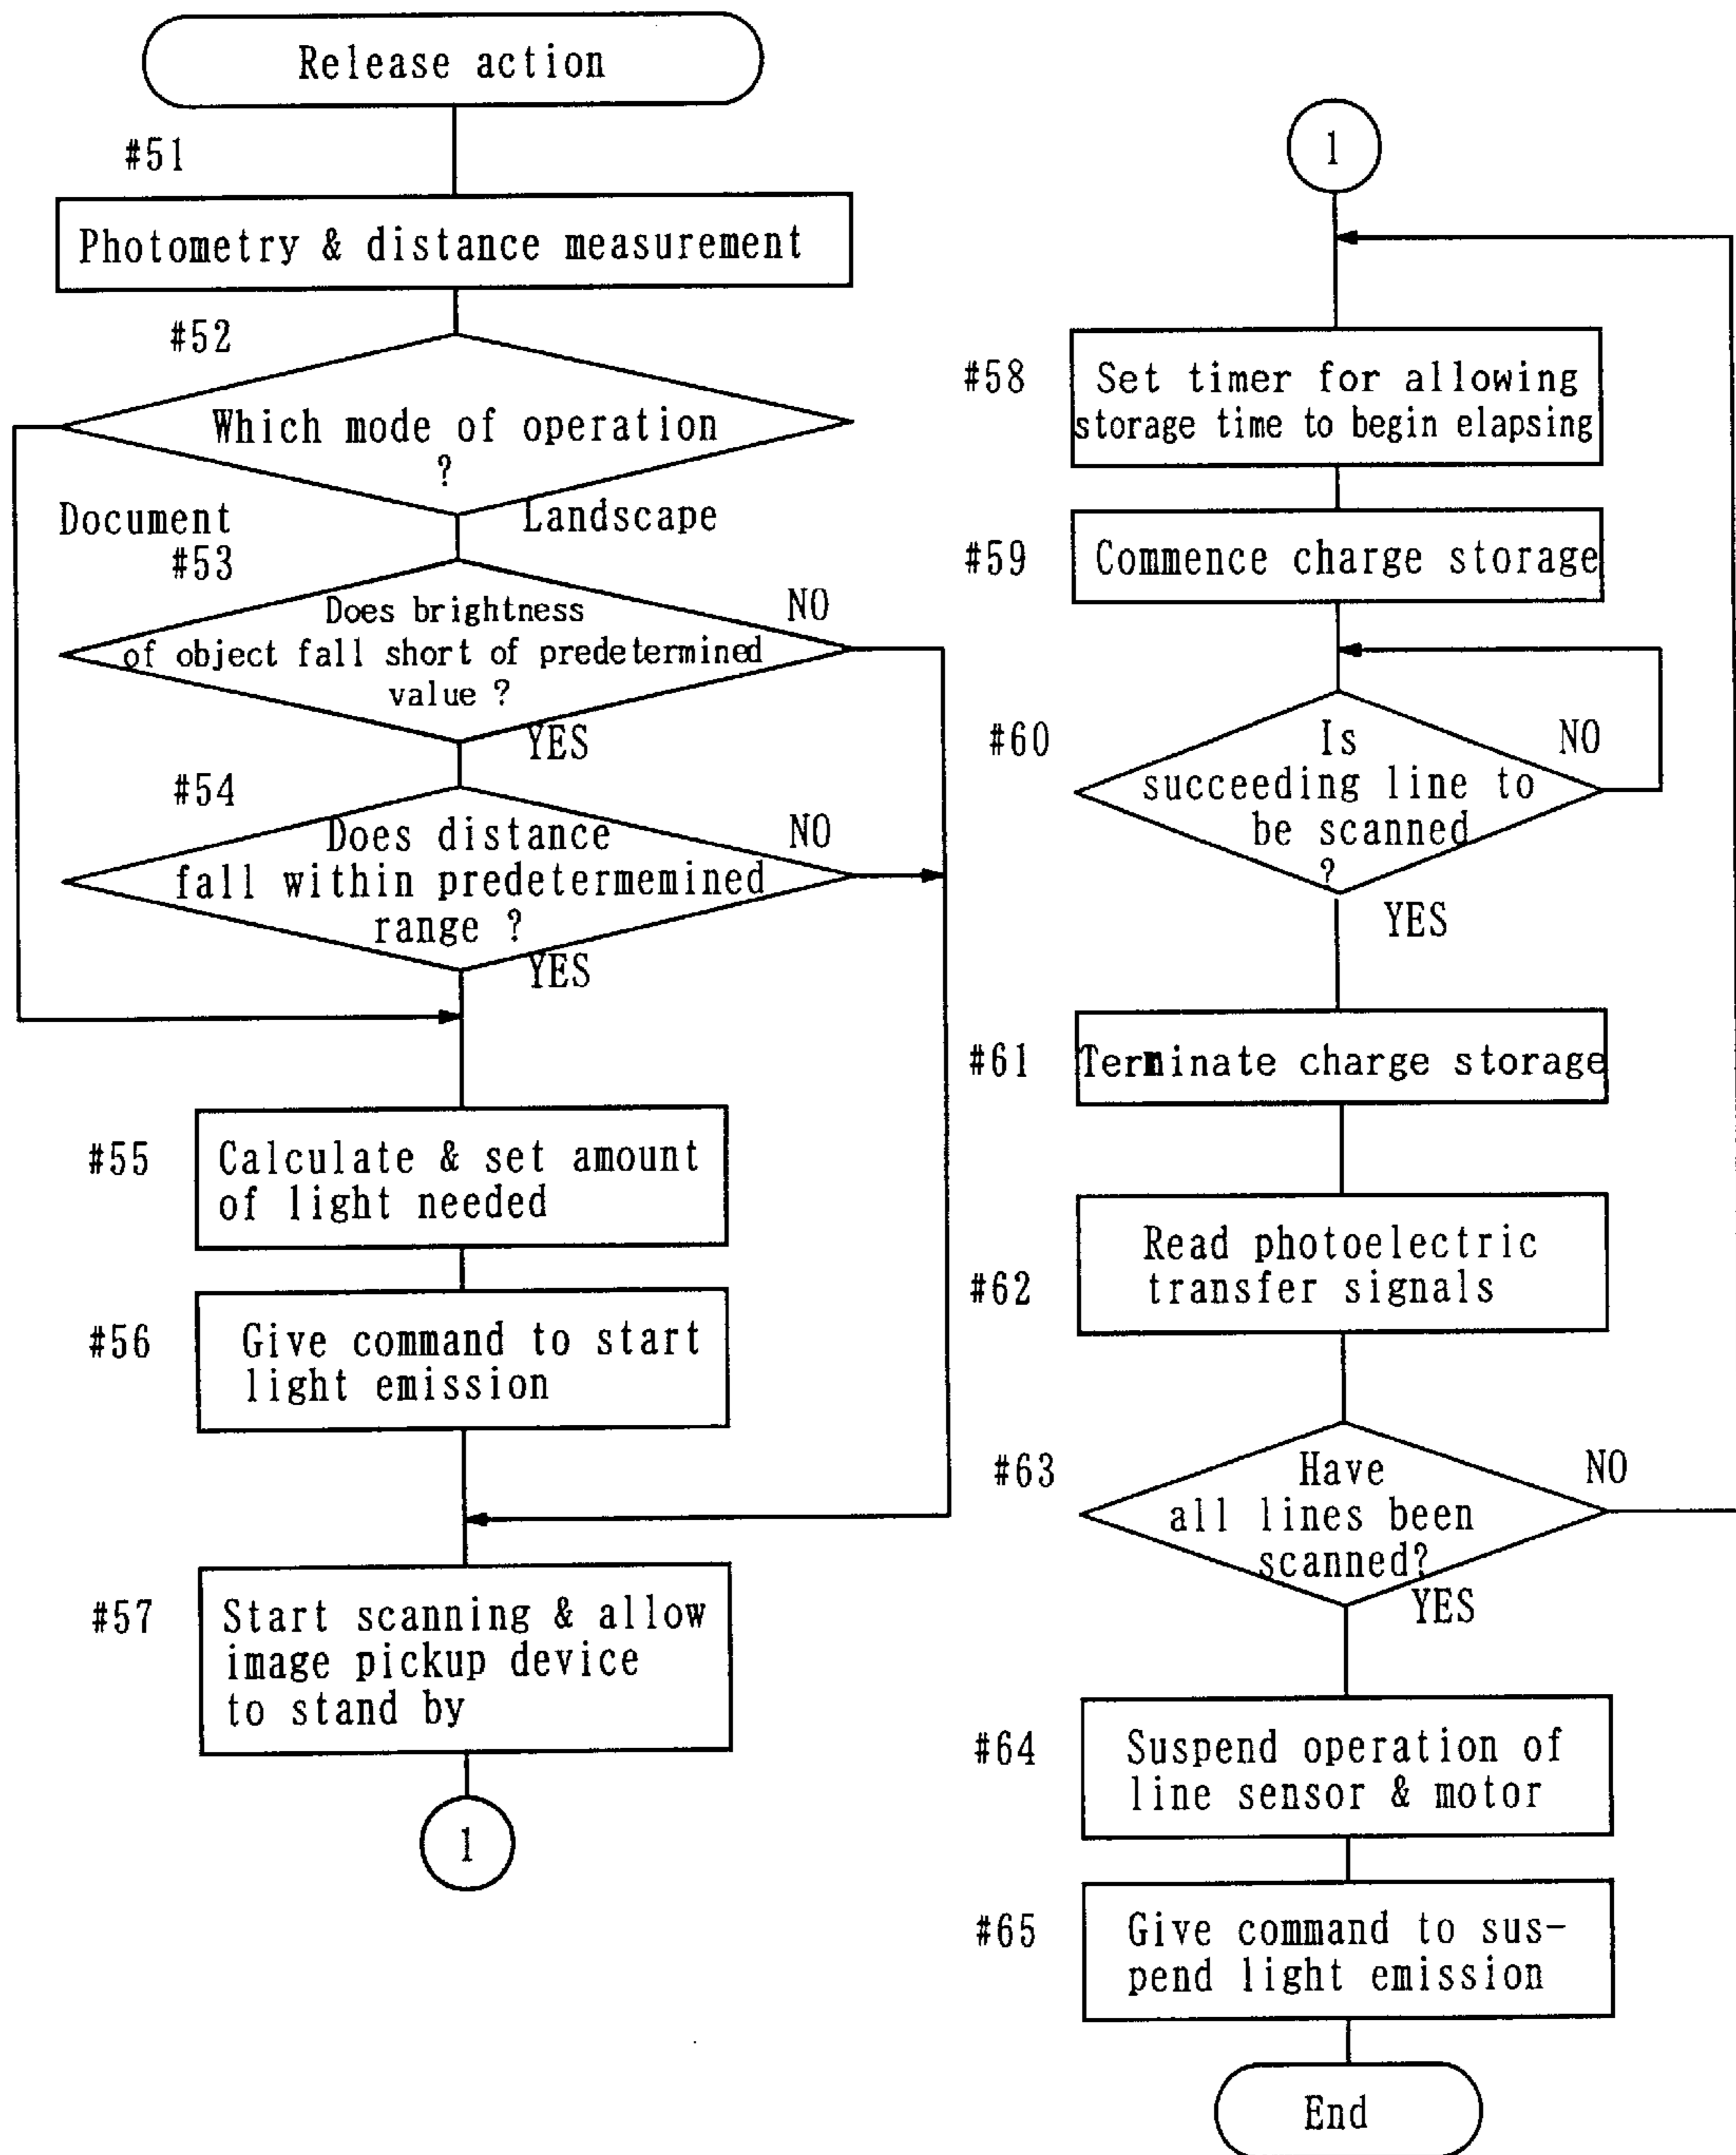 Release action
#51
Photometry & distance measurement
#52
Which mode of operation
?
Document
Landscape
#53
Does brightness
of object fall short of predetermined
value ?
NO
YES
#54
Does distance
fall within predetermemined
range ?
NO
YES
#55
Calculate & set amount
of light needed
#56
Give command to start
light emission
#57
Start scanning & allow
image pickup device
to stand by
1
1
#58
Set timer for allowing
storage time to begin elapsing
#59
Commence charge storage
#60
Is
succeeding line to
be scanned
?
NO
YES
#61
Terminate charge storage
#62
Read photoelectric
transfer signals
#63
Have
all lines been
scanned?
NO
YES
#64
Suspend operation of
line sensor & motor
#65
Give command to sus-
pend light emission
End